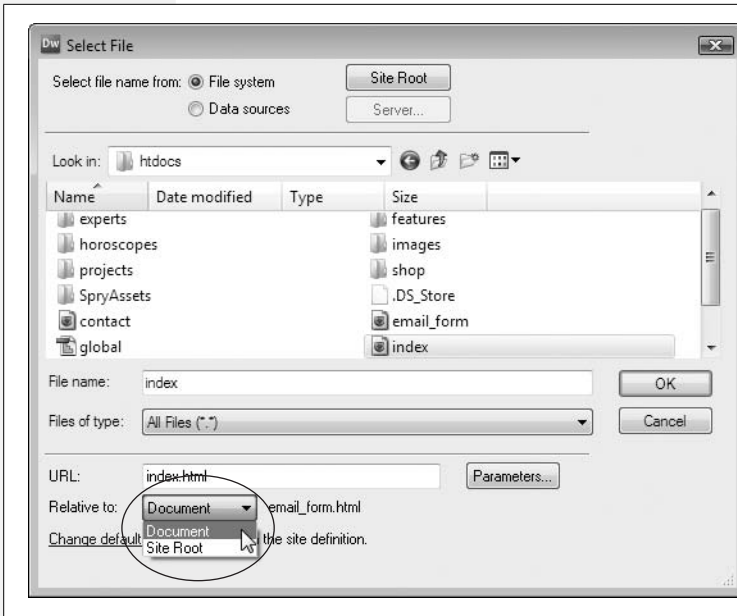 Dw Select File
Select file name from: File system Site Root
Data sources Server...
Look in: htdocs
Name Date modified Type Size
experts features
horoscopes images
projects shop
SpryAssets .DS_Store
contact email_form
global index
File name: index OK
Files of type: All Files (*.*) Cancel
URL: index.html Parameters...
Relative to: Document email_form.html
Document
Site Root
Change default the site definition.